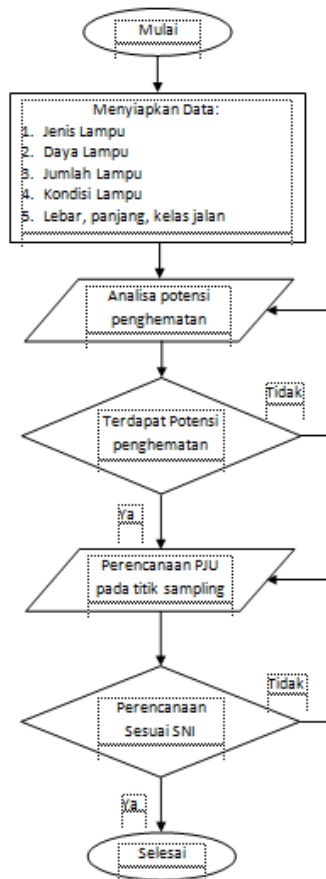 Mulai
Menyiapkan Data:
1. Jenis Lampu
2. Daya Lampu
3. Jumlah Lampu
4. Kondisi Lampu
5. Lebar, panjang, kelas jalan
Analisa potensi
penghematan
Tidak
Terdapat Potensi
penghematan
Ya
Perencanaan PJU
pada titik sampling
Tidak
Perencanaan
Sesuai SNI
Ya
Selesai